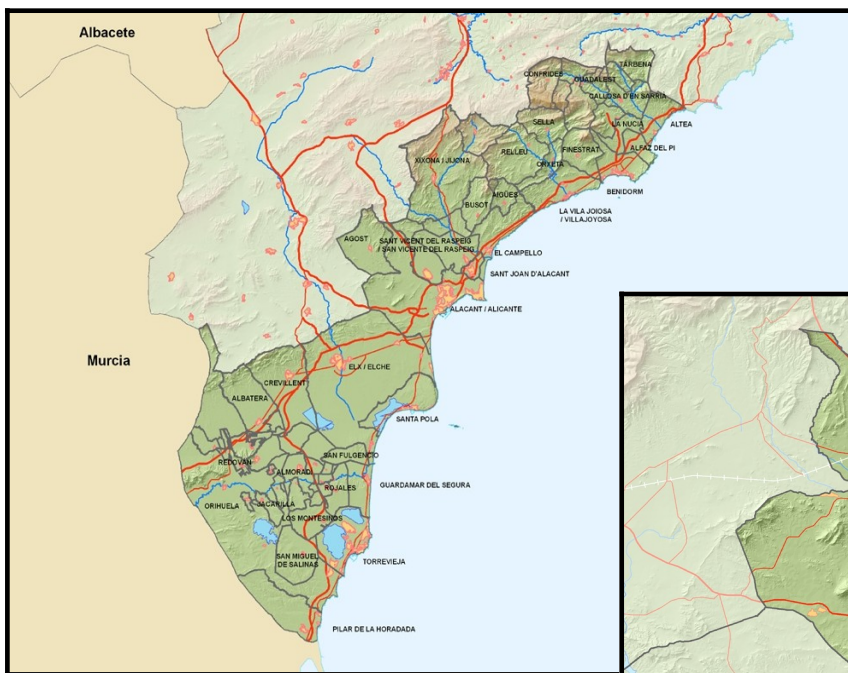 Albacete
TÀRBENA
CONFRIDES
GUADALEST
CALLOSA D'EN SARRIÀ
SELLA
LA NUCIA
ALTEA
RELLEU
FINESTRAT
ALFAZ DEL PI
XIXONA / JIJONA
ORXETA
AIGÜES
BENIDORM
BUSOT
LA VILA JOIOSA
/ VILLAJOYOSA
AGOST
SANT VICENT DEL RASPEIG
/ SAN VICENTE DEL RASPEIG
EL CAMPELLO
SANT JOAN D'ALACANT
ALACANT / ALICANTE
Murcia
ELX / ELCHE
CREVILLENT
ALBATERA
SANTA POLA
SAN FULGENCIO
REDOVÁN
ALMORADÍ
ROJALES
GUARDAMAR DEL SEGURA
ORIHUELA
JACARILLA
LOS MONTESINOS
SAN MIGUEL
DE SALINAS
TORREVIEJA
PILAR DE LA HORADADA